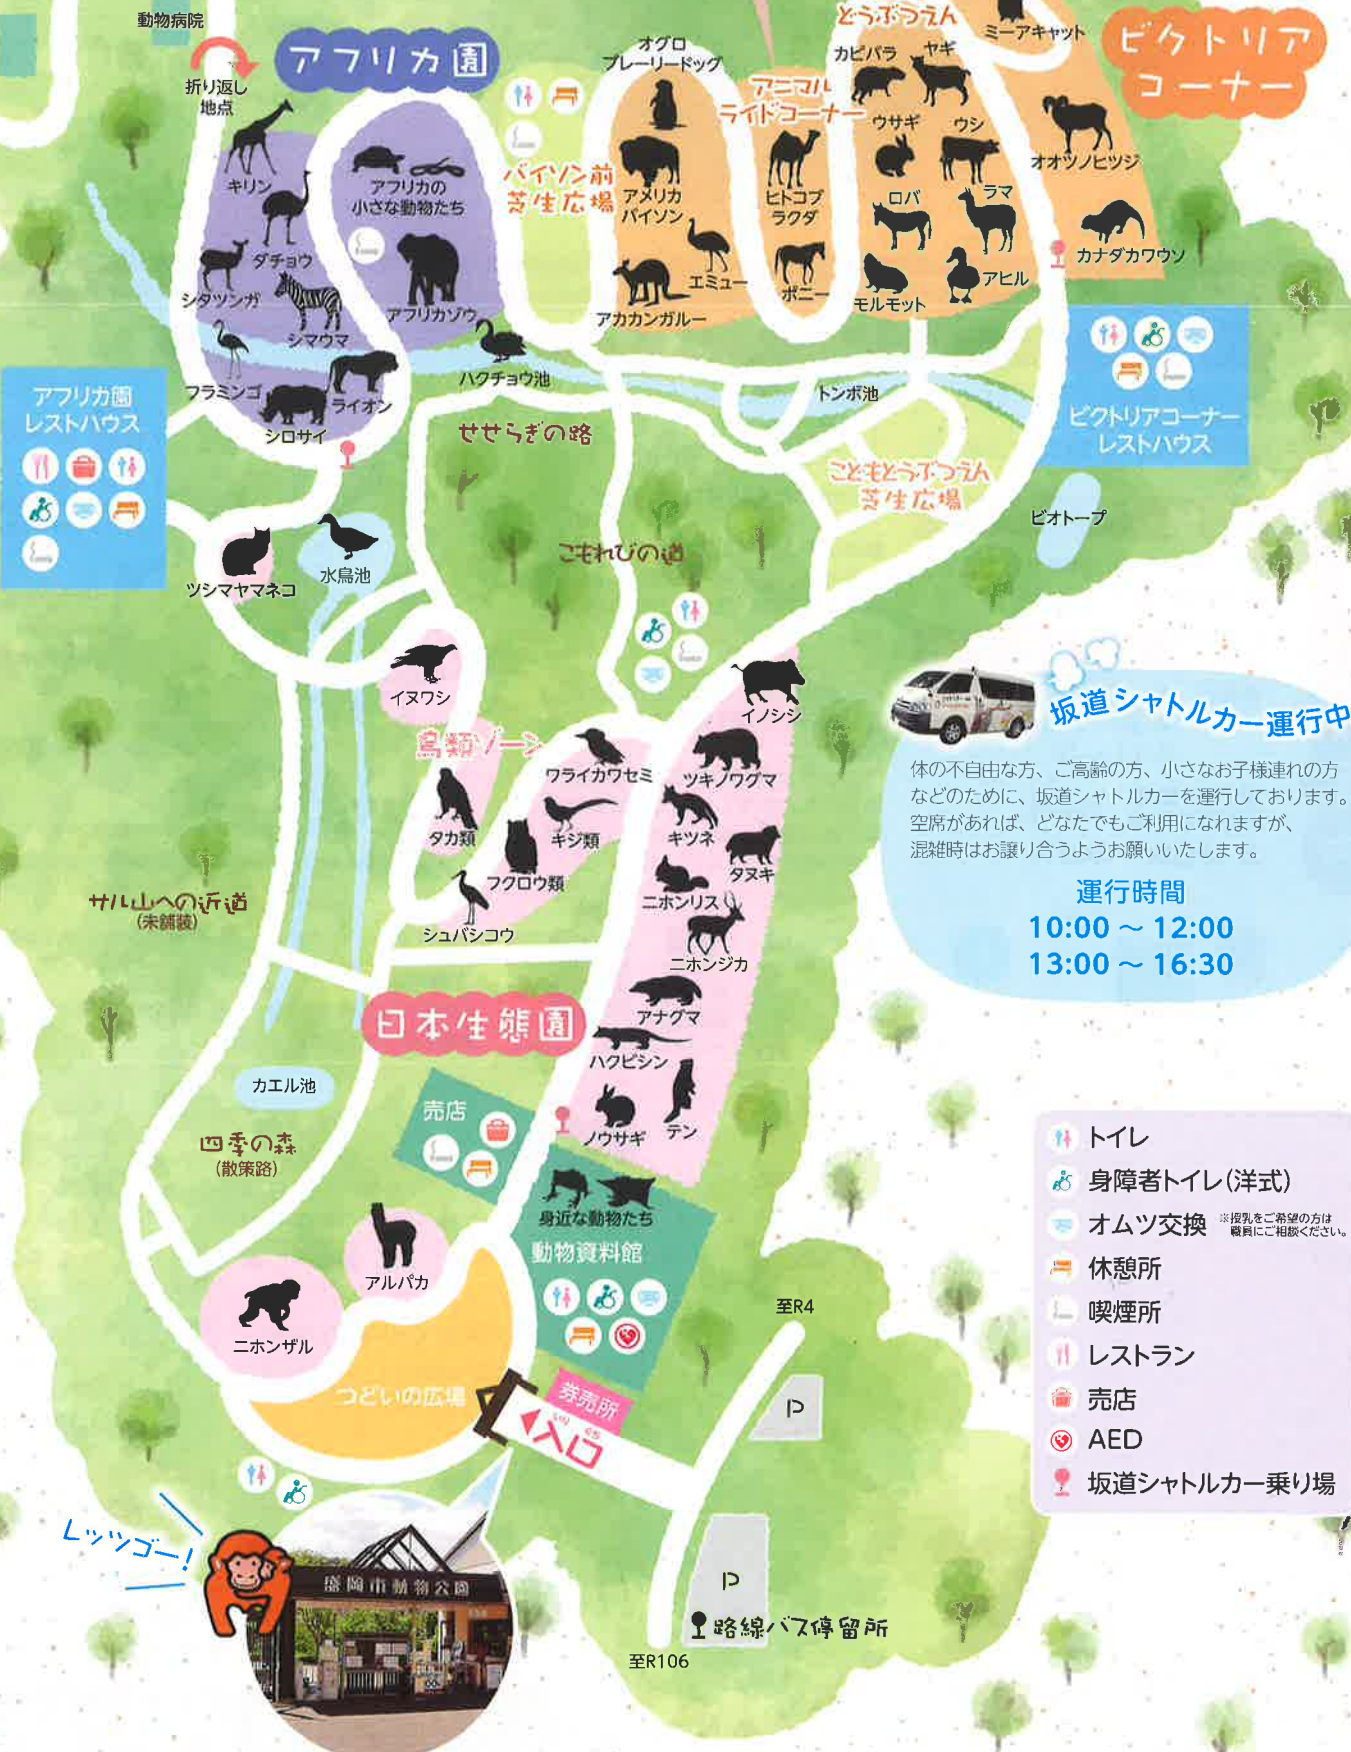 動物病院
折り返し
地点
アフリカ園
キリン
ダチョウ
シタツンガ
シマウマ
フラミンゴ
ライオン
シロサイ
アフリカの
小さな動物たち
アフリカゾウ
バイソン前
芝生広場
オグロ
プレーリードッグ
アメリカ
バイソン
エミュー
アカカンガルー
アニマル
ライドコーナー
ヒトコブ
ラクダ
ポニー
どうぶつえん
カピバラ
ヤギ
ウサギ
ウシ
ロバ
ラマ
モルモット
アヒル
ミーアキャット
ビクトリア
コーナー
オオツノヒツジ
カナダカワウソ
アフリカ園
レストハウス
ハクチョウ池
せせらぎの路
トンボ池
こどもどうぶつえん
芝生広場
ビクトリアコーナー
レストハウス
ビオトープ
ツシマヤマネコ
水鳥池
こもれびの道
イヌワシ
鳥類ゾーン
ワライカワセミ
タカ類
キジ類
フクロウ類
シュバシコウ
イノシシ
ツキノワグマ
キツネ
タヌキ
ニホンリス
ニホンジカ
アナグマ
ハクビシン
ノウサギ
テン
坂道シャトルカー運行中
体の不自由な方、ご高齢の方、小さなお子様連れの方
などのために、坂道シャトルカーを運行しております。
空席があれば、どなたでもご利用になれますが、
混雑時はお譲り合うようお願いいたします。
運行時間
10:00 ～ 12:00
13:00 ～ 16:30
サル山への近道
(未舗装)
日本生態園
カエル池
四季の森
(散策路)
売店
身近な動物たち
動物資料館
アルパカ
ニホンザル
つどいの広場
券売所
入口
至R4
P
P
路線バス停留所
至R106
レッツゴー!
盛岡市動物公園
トイレ
身障者トイレ(洋式)
オムツ交換 ※授乳をご希望の方は
職員にご相談ください。
休憩所
喫煙所
レストラン
売店
AED
坂道シャトルカー乗り場